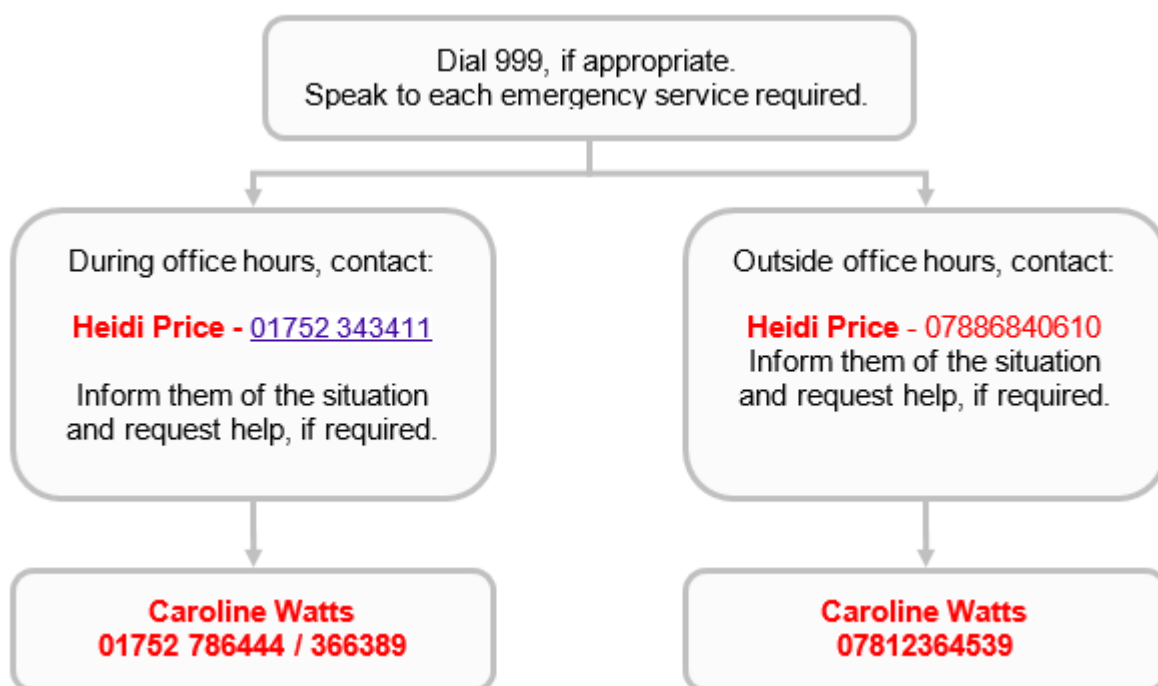 Dial 999, if appropriate.
Speak to each emergency service required.
During office hours, contact:
Heidi Price - 01752 343411
Inform them of the situation
and request help, if required.
Outside office hours, contact:
Heidi Price - 07886840610
Inform them of the situation
and request help, if required.
Caroline Watts
01752 786444 / 366389
Caroline Watts
07812364539